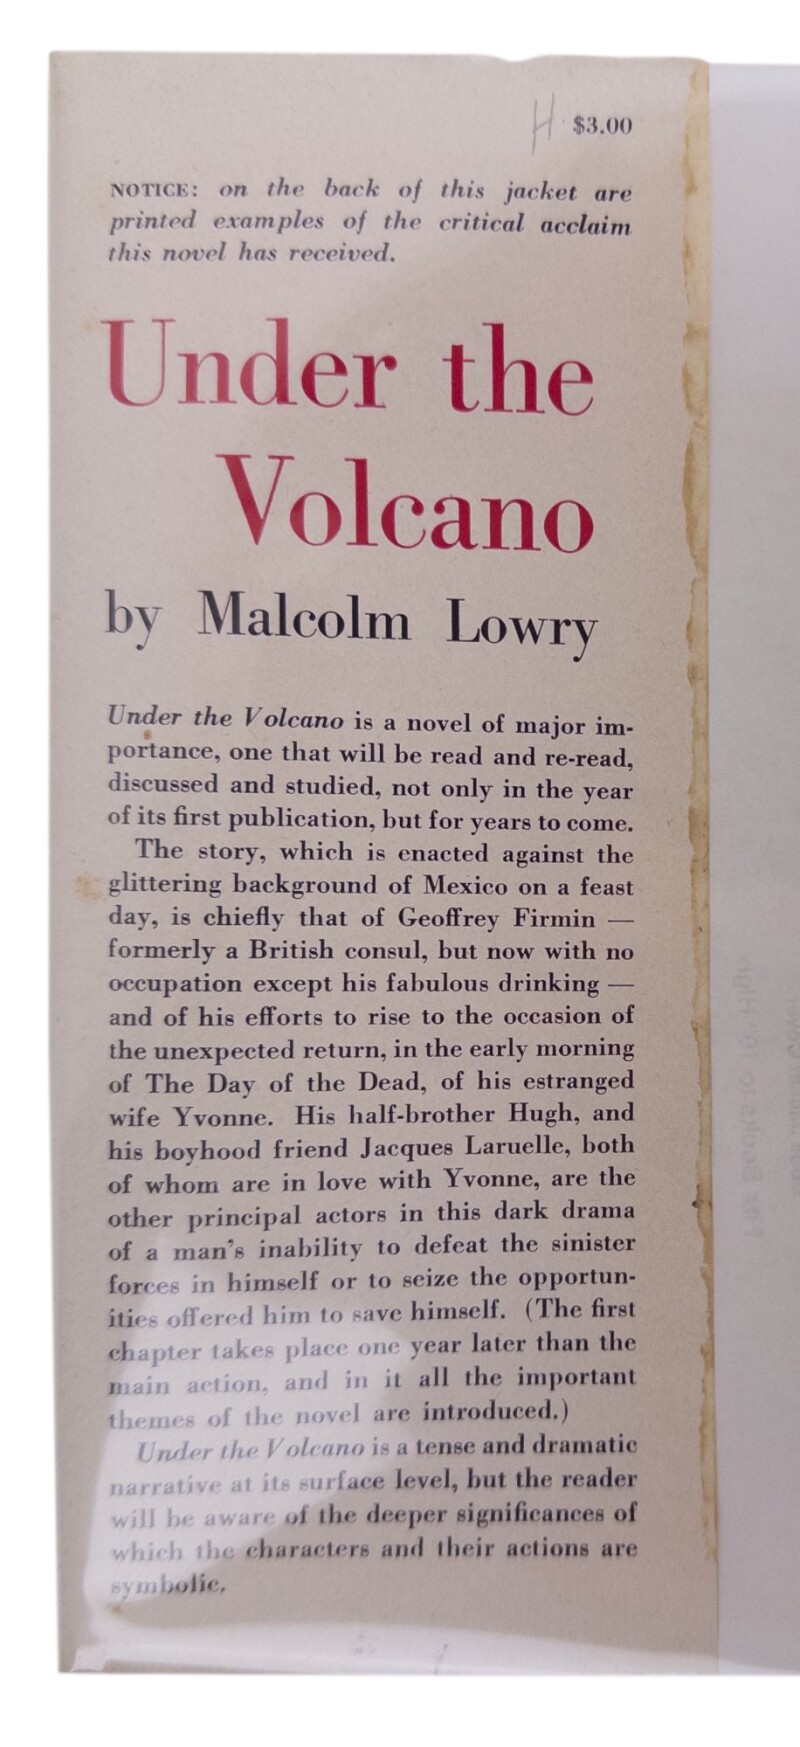 H $3.00
NOTICE: on the back of this jacket are
printed examples of the critical acclaim
this novel has received.
Under the
Volcano
by Malcolm Lowry
Under the Volcano is a novel of major im-
portance, one that will be read and re-read,
discussed and studied, not only in the year
of its first publication, but for years to come.
The story, which is enacted against the
glittering background of Mexico on a feast
day, is chiefly that of Geoffrey Firmin —
formerly a British consul, but now with no
occupation except his fabulous drinking —
and of his efforts to rise to the occasion of
the unexpected return, in the early morning
of The Day of the Dead, of his estranged
wife Yvonne. His half-brother Hugh, and
his boyhood friend Jacques Laruelle, both
of whom are in love with Yvonne, are the
other principal actors in this dark drama
of a man's inability to defeat the sinister
forces in himself or to seize the opportun-
ities offered him to save himself. (The first
chapter takes place one year later than the
main action, and in it all the important
themes of the novel are introduced.)
Under the Volcano is a tense and dramatic
narrative at its surface level, but the reader
will be aware of the deeper significances of
which the characters and their actions are
symbolic.